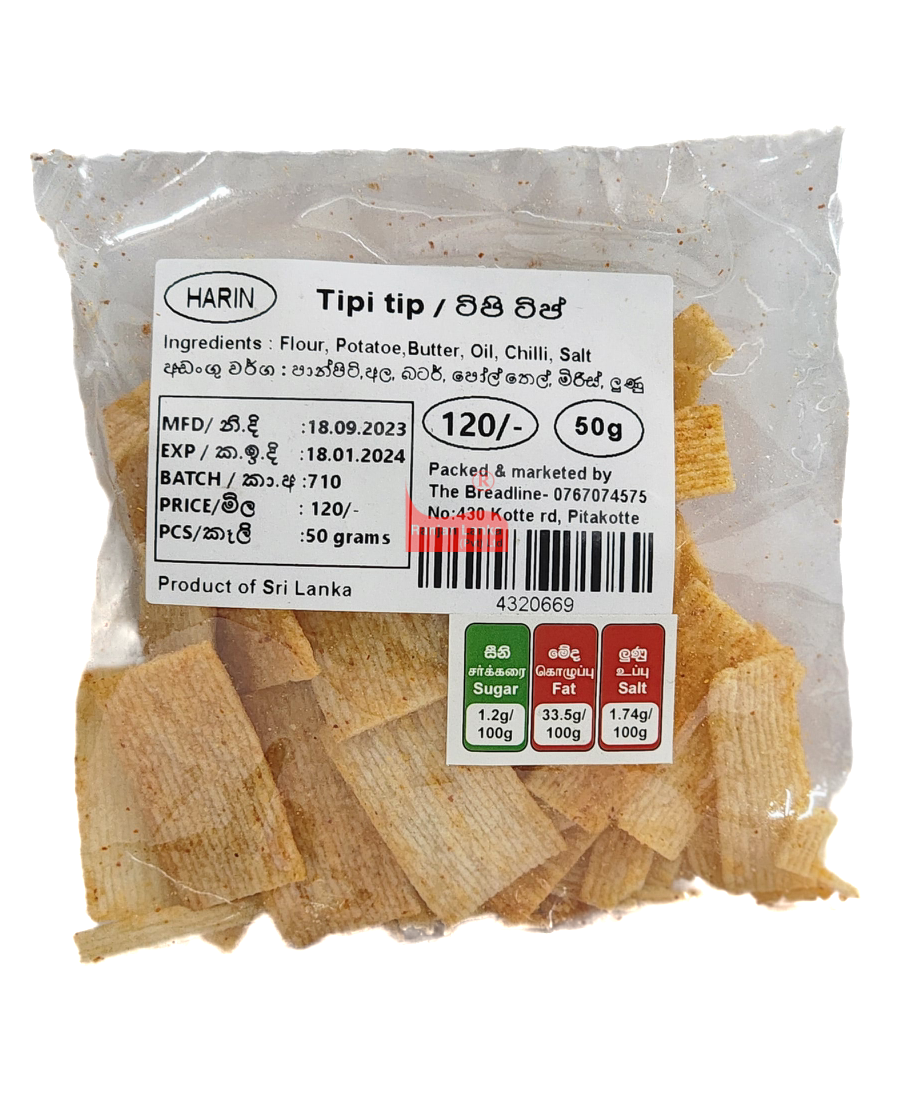 HARIN
Tipi tip / ටිපි ටිප්
Ingredients : Flour, Potatoe,Butter, Oil, Chilli, Salt
අඩංගු වර්ග : පාන්පිටි,අල, බටර්, පොල් තෙල්, මිරිස්, ලුණු
MFD/ නි.දි :18.09.2023
EXP / ක.ඉ.දි :18.01.2024
BATCH / කා.අ :710
PRICE/මිල : 120/-
PCS/කෑලි :50 grams
Product of Sri Lanka
120/- 50g
Packed & marketed by
The Breadline- 0767074575
No:430 Kotte rd, Pitakotte
4320669
සීනි
சர்க்கரை
Sugar
1.2g/
100g
මේද
கொழுப்பு
Fat
33.5g/
100g
ලුණු
உப்பு
Salt
1.74g/
100g
®
Lanka